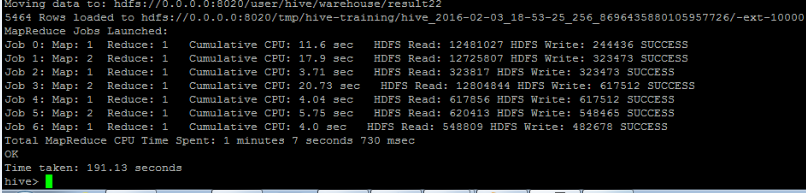 Moving data to: hdfs://0.0.0.0:8020/user/hive/warehouse/result22
5464 Rows loaded to hdfs://0.0.0.0:8020/tmp/hive-training/hive_2016-02-03_18-53-25_256_8696435880105957726/-ext-10000
MapReduce Jobs Launched:
Job 0: Map: 1  Reduce: 1   Cumulative CPU: 11.6 sec   HDFS Read: 12481027 HDFS Write: 244436 SUCCESS
Job 1: Map: 2  Reduce: 1   Cumulative CPU: 17.9 sec   HDFS Read: 12725807 HDFS Write: 323473 SUCCESS
Job 2: Map: 1  Reduce: 1   Cumulative CPU: 3.71 sec   HDFS Read: 323817 HDFS Write: 323473 SUCCESS
Job 3: Map: 2  Reduce: 1   Cumulative CPU: 20.73 sec   HDFS Read: 12804844 HDFS Write: 617512 SUCCESS
Job 4: Map: 1  Reduce: 1   Cumulative CPU: 4.04 sec   HDFS Read: 617856 HDFS Write: 617512 SUCCESS
Job 5: Map: 2  Reduce: 1   Cumulative CPU: 5.75 sec   HDFS Read: 620413 HDFS Write: 548465 SUCCESS
Job 6: Map: 1  Reduce: 1   Cumulative CPU: 4.0 sec   HDFS Read: 548809 HDFS Write: 482678 SUCCESS
Total MapReduce CPU Time Spent: 1 minutes 7 seconds 730 msec
OK
Time taken: 191.13 seconds
hive>